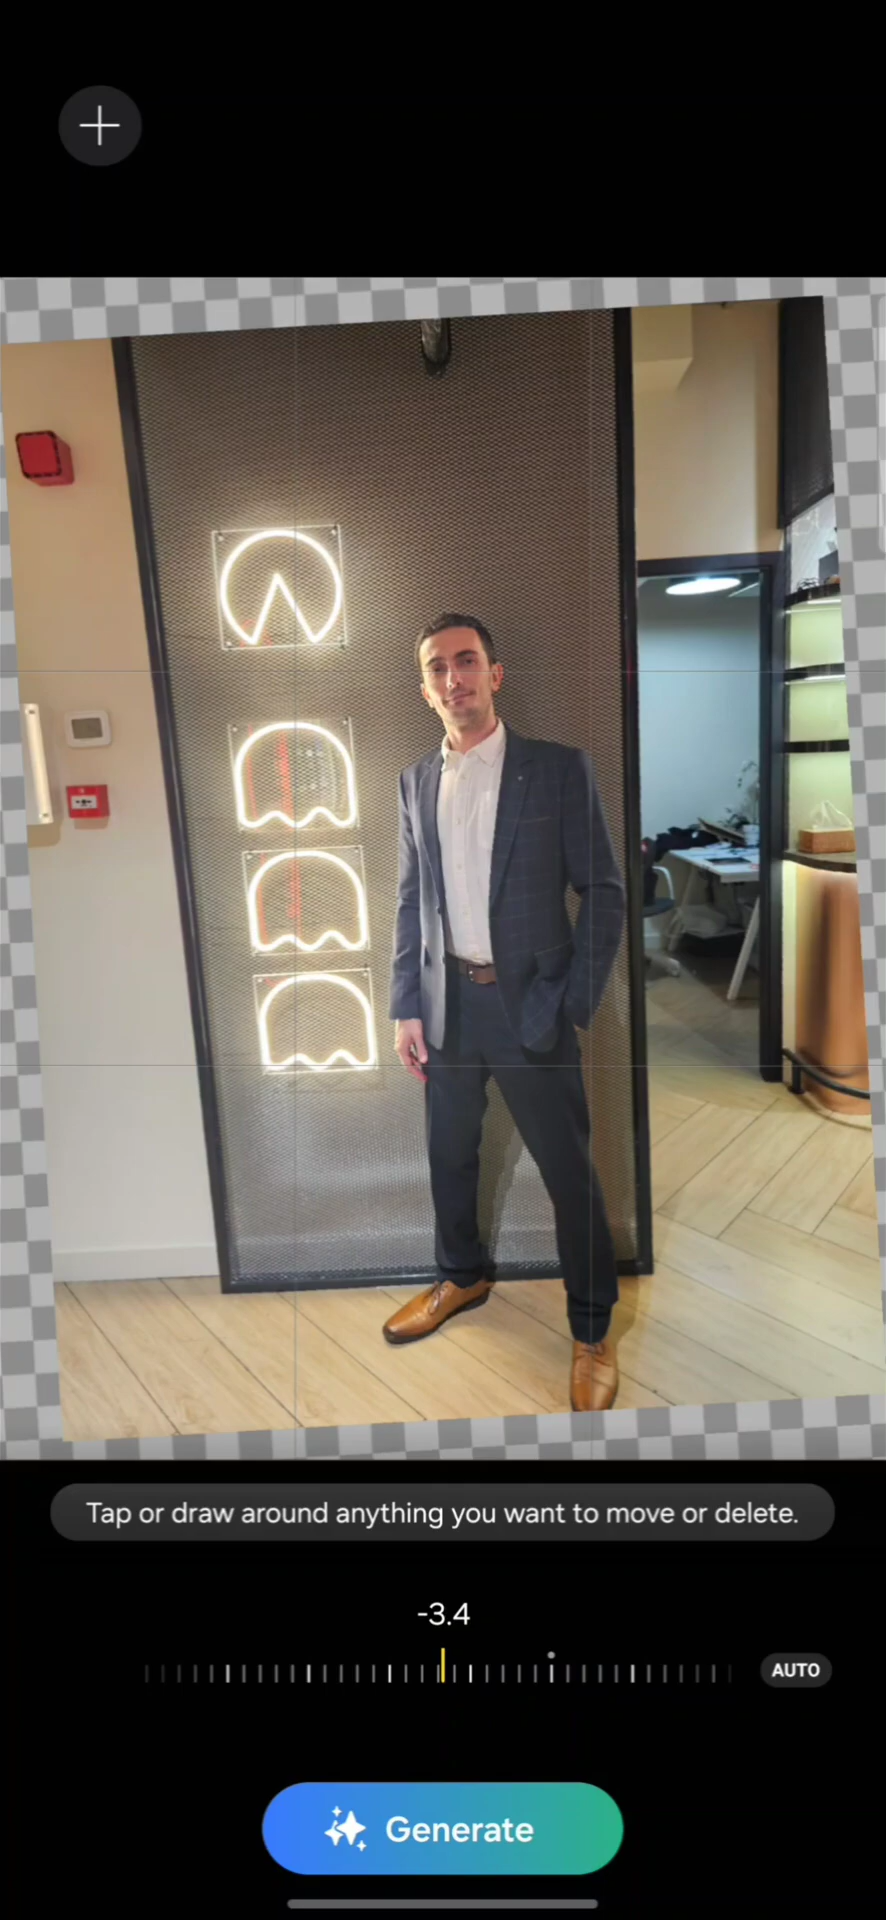 Tap or draw around anything you want to move or delete.
-3.4
AUTO
Generate